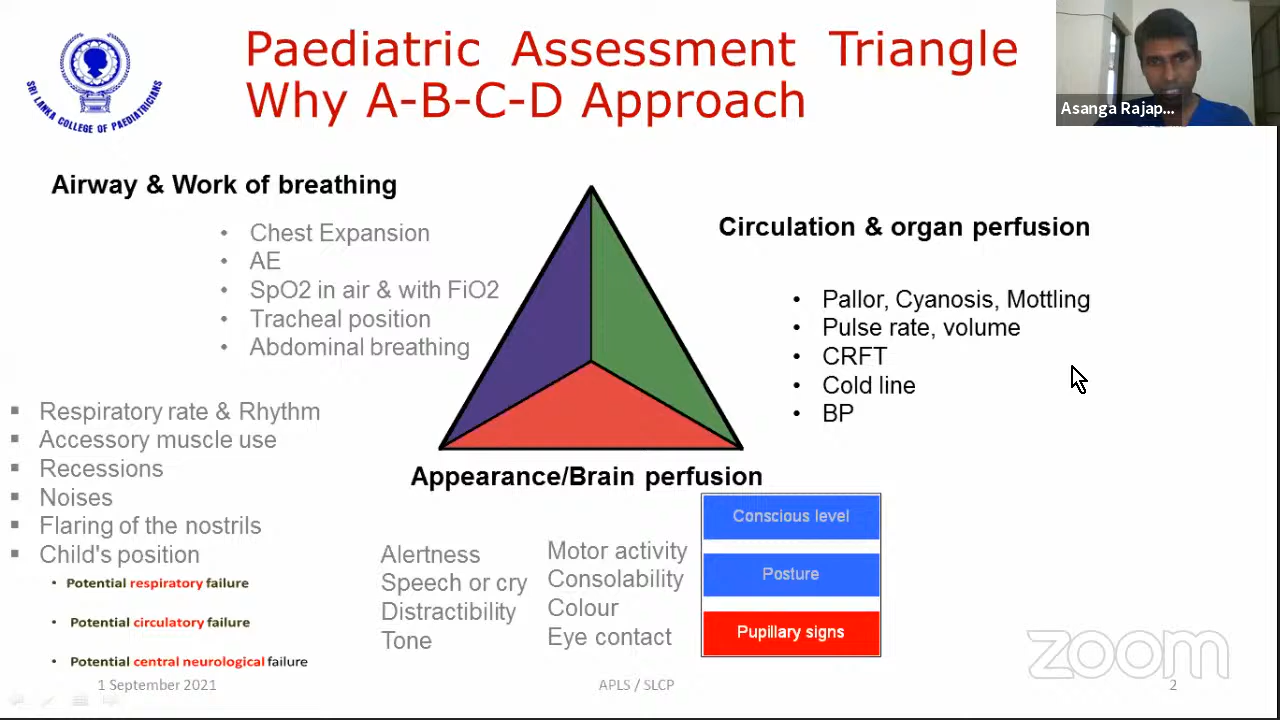 Paediatric Assessment Triangle
Why A-B-C-D Approach
SRI LANKA COLLEGE OF PAEDIATRICIANS
Asanga Rajap...
Airway & Work of breathing
• Chest Expansion
• AE
• SpO2 in air & with FiO2
• Tracheal position
• Abdominal breathing
▪ Respiratory rate & Rhythm
▪ Accessory muscle use
▪ Recessions
▪ Noises
▪ Flaring of the nostrils
▪ Child's position
• Potential respiratory failure
• Potential circulatory failure
• Potential central neurological failure
Circulation & organ perfusion
• Pallor, Cyanosis, Mottling
• Pulse rate, volume
• CRFT
• Cold line
• BP
Appearance/Brain perfusion
Alertness
Speech or cry
Distractibility
Tone
Motor activity
Consolability
Colour
Eye contact
Conscious level
Posture
Pupillary signs
zoom
1 September 2021
APLS / SLCP
2